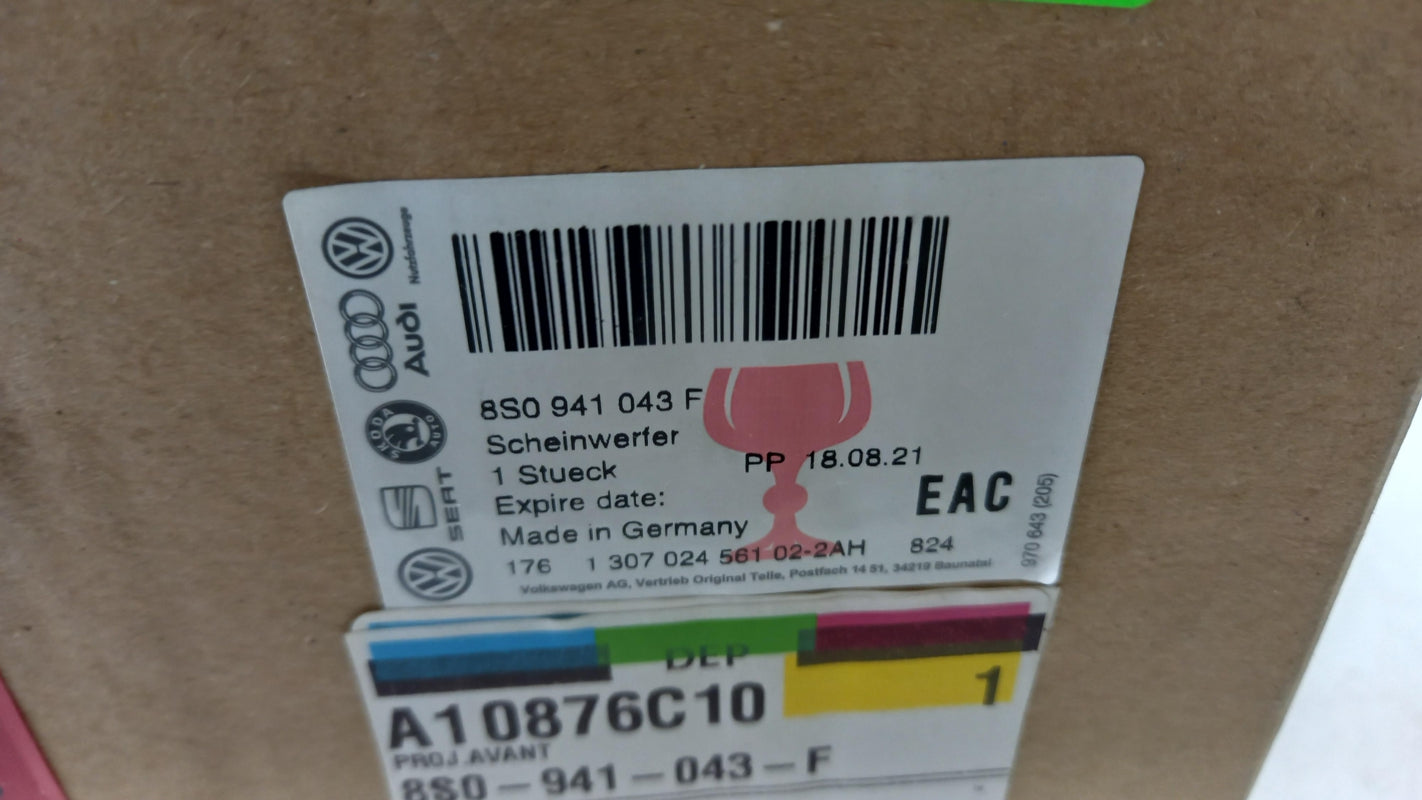 Nutzfahrzeuge
Audi
SKODA AUTO
SEAT
8S0 941 043 F
Scheinwerfer
1 Stueck
PP 18.08.21
Expire date:
EAC
Made in Germany
176 1 307 024 561 02-2AH 824
Volkswagen AG, Vertrieb Original Teile, Postfach 14 51, 34219 Baunatal
970 643 (205)
DEP
1
A10876C10
PROJ.AVANT
8S0-941-043-F